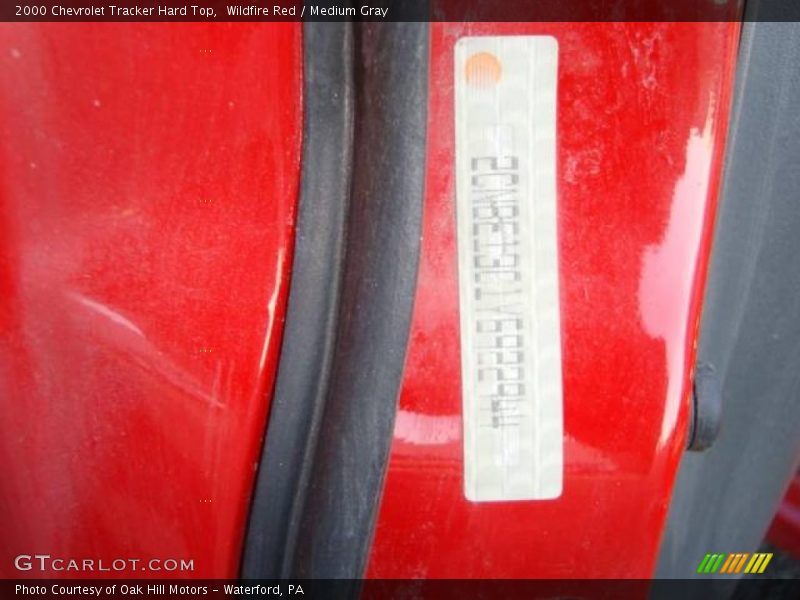 2000 Chevrolet Tracker Hard Top,  Wildfire Red / Medium Gray
GTCARLOT.COM
Photo Courtesy of Oak Hill Motors - Waterford, PA